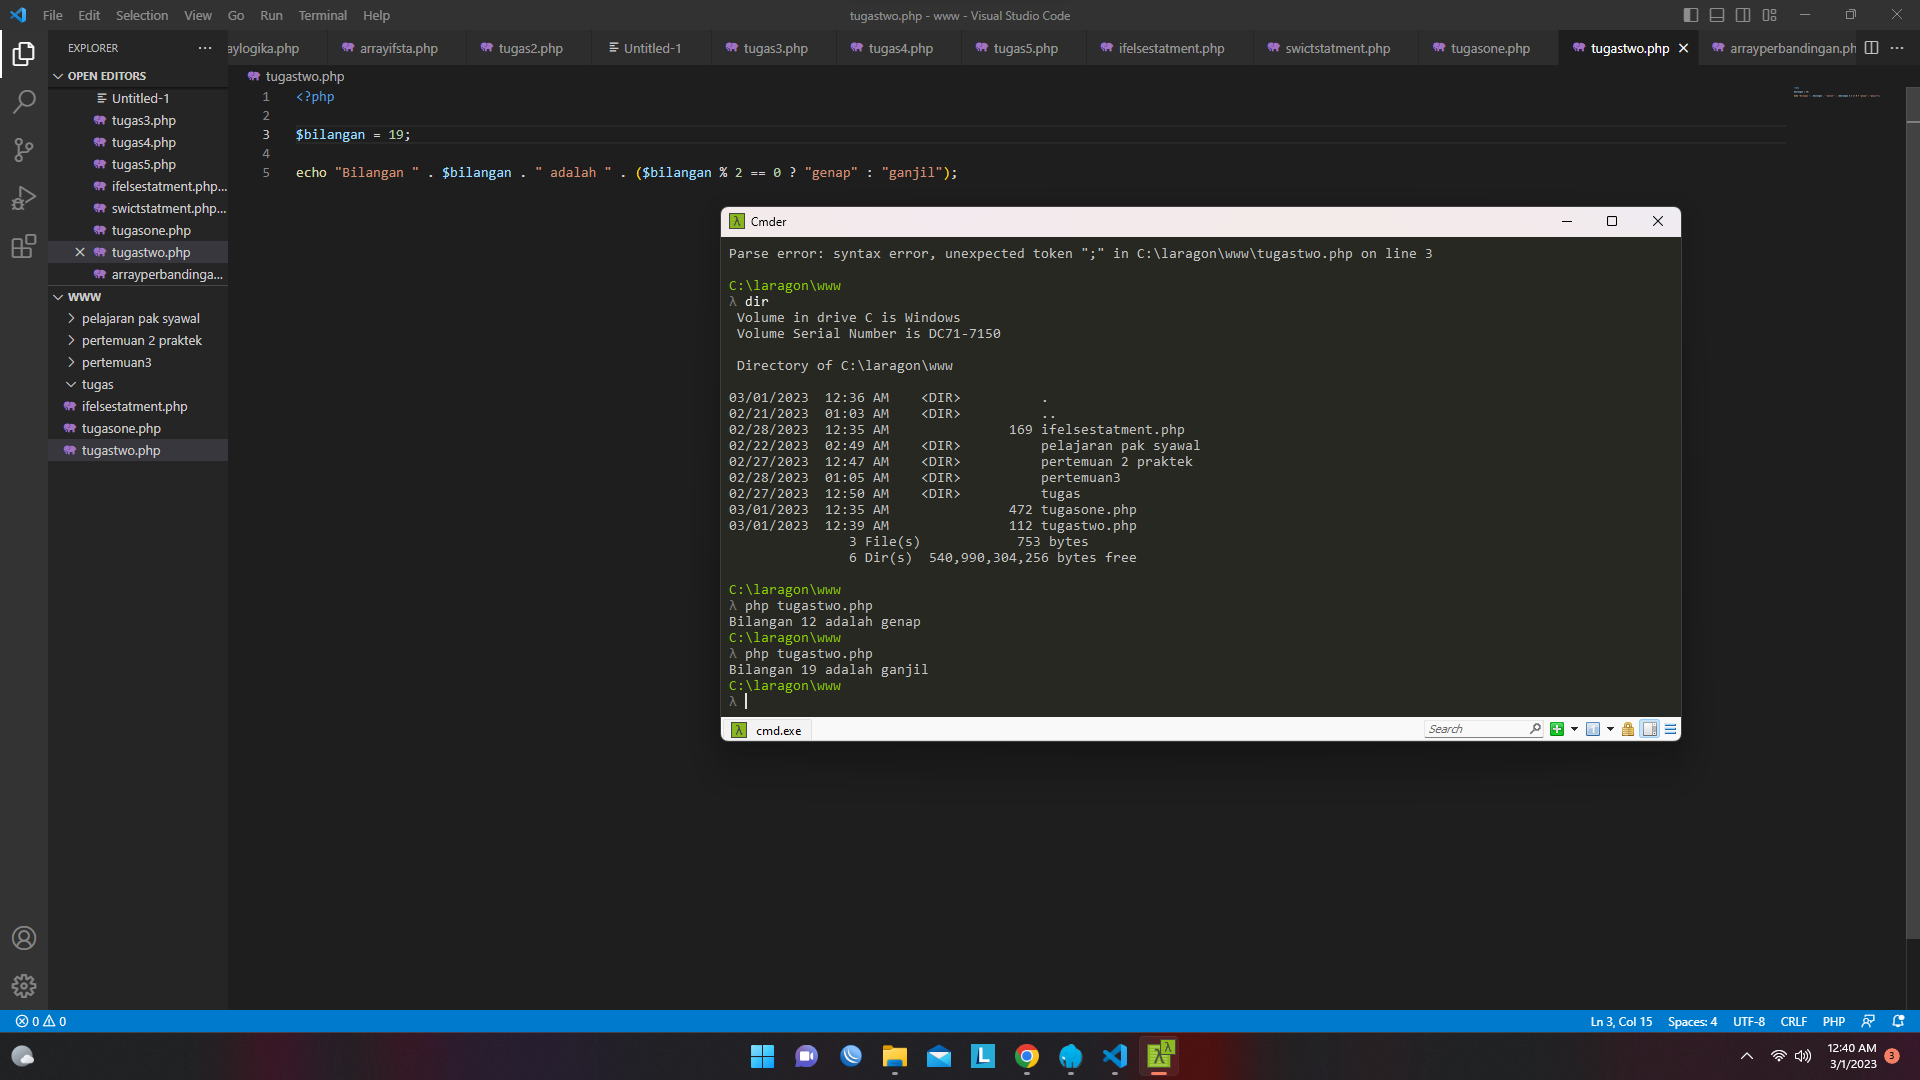 File Edit Selection View Go Run Terminal Help
tugastwo.php - www - Visual Studio Code
EXPLORER
aylogika.php arrayifsta.php tugas2.php Untitled-1 tugas3.php tugas4.php tugas5.php ifelsestatment.php swictstatment.php tugasone.php tugastwo.php arrayperbandingan.ph
OPEN EDITORS
Untitled-1
tugas3.php
tugas4.php
tugas5.php
ifelsestatment.php...
swictstatment.php...
tugasone.php
tugastwo.php
arrayperbandinga...
WWW
pelajaran pak syawal
pertemuan 2 praktek
pertemuan3
tugas
ifelsestatment.php
tugasone.php
tugastwo.php
tugastwo.php
1 <?php
2
3 $bilangan = 19;
4
5 echo "Bilangan " . $bilangan . " adalah " . ($bilangan % 2 == 0 ? "genap" : "ganjil");
λ Cmder
Parse error: syntax error, unexpected token ";" in C:\laragon\www\tugastwo.php on line 3
C:\laragon\www
λ dir
Volume in drive C is Windows
Volume Serial Number is DC71-7150
Directory of C:\laragon\www
03/01/2023 12:36 AM <DIR> .
02/21/2023 01:03 AM <DIR> ..
02/28/2023 12:35 AM 169 ifelsestatment.php
02/22/2023 02:49 AM <DIR> pelajaran pak syawal
02/27/2023 12:47 AM <DIR> pertemuan 2 praktek
02/28/2023 01:05 AM <DIR> pertemuan3
02/27/2023 12:50 AM <DIR> tugas
03/01/2023 12:35 AM 472 tugasone.php
03/01/2023 12:39 AM 112 tugastwo.php
3 File(s) 753 bytes
6 Dir(s) 540,990,304,256 bytes free
C:\laragon\www
λ php tugastwo.php
Bilangan 12 adalah genap
C:\laragon\www
λ php tugastwo.php
Bilangan 19 adalah ganjil
C:\laragon\www
λ
λ cmd.exe
Search
0 0
Ln 3, Col 15 Spaces: 4 UTF-8 CRLF PHP
L
λ λ
12:40 AM
3/1/2023
3